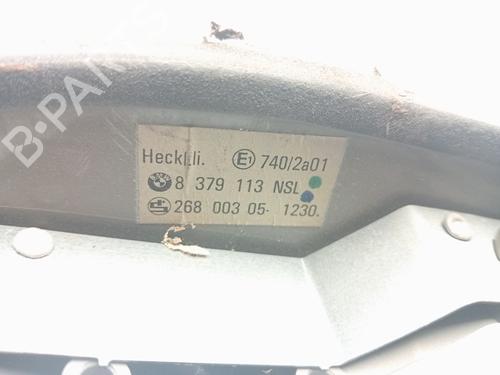 B-PARTS
Heckl.li. E1 740/2a01
8 379 113 NSL
268 003 05- 1230.